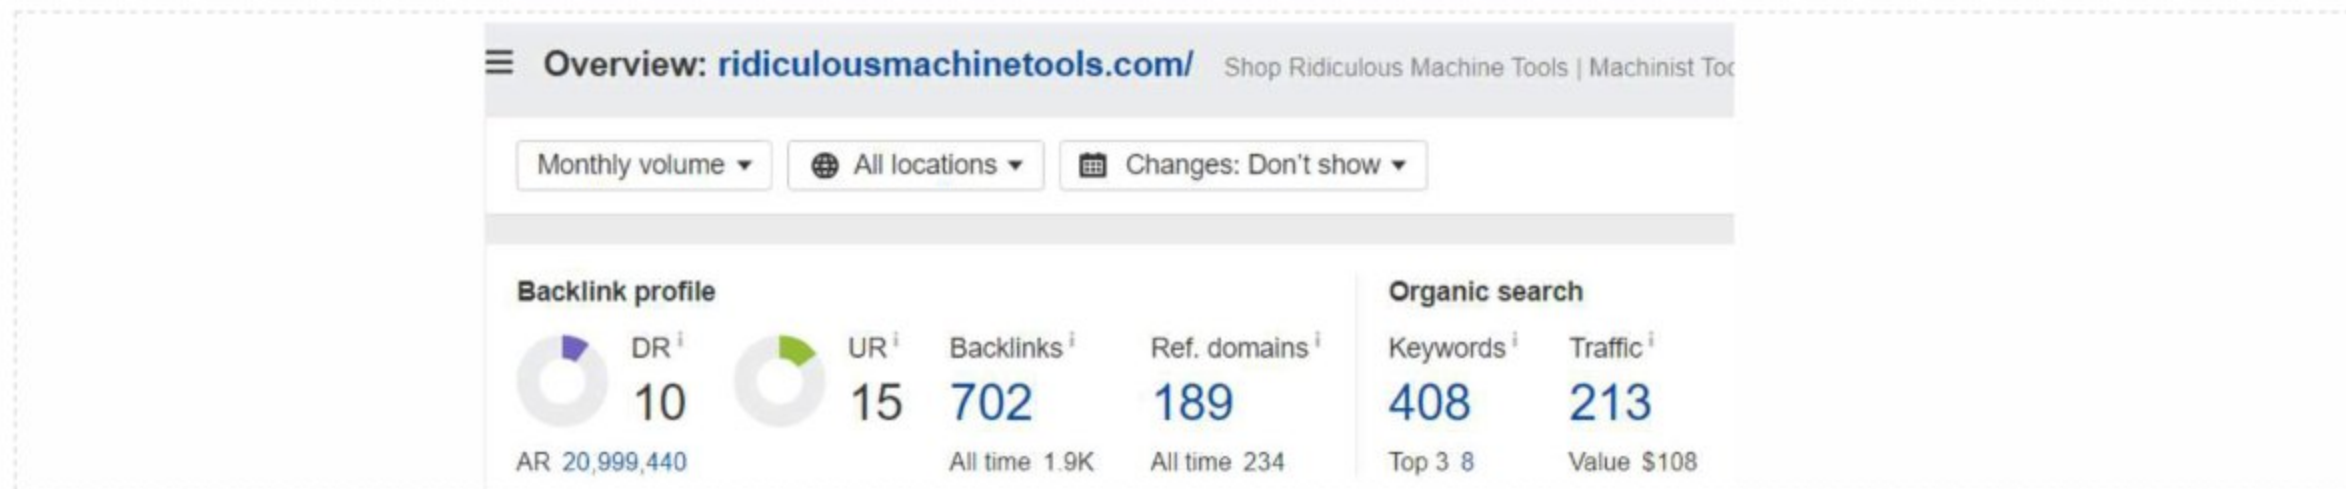 Overview: ridiculousmachinetools.com/ Shop Ridiculous Machine Tools | Machinist
Monthly volume All locations Changes: Don't show
Backlink profile Organic search
DR UR Backlinks Ref. domains Keywords Traffic
10 15 702 189 408 213
AR 20,999,440 All time 1.9K All time 234 Top 3 8 Value $108